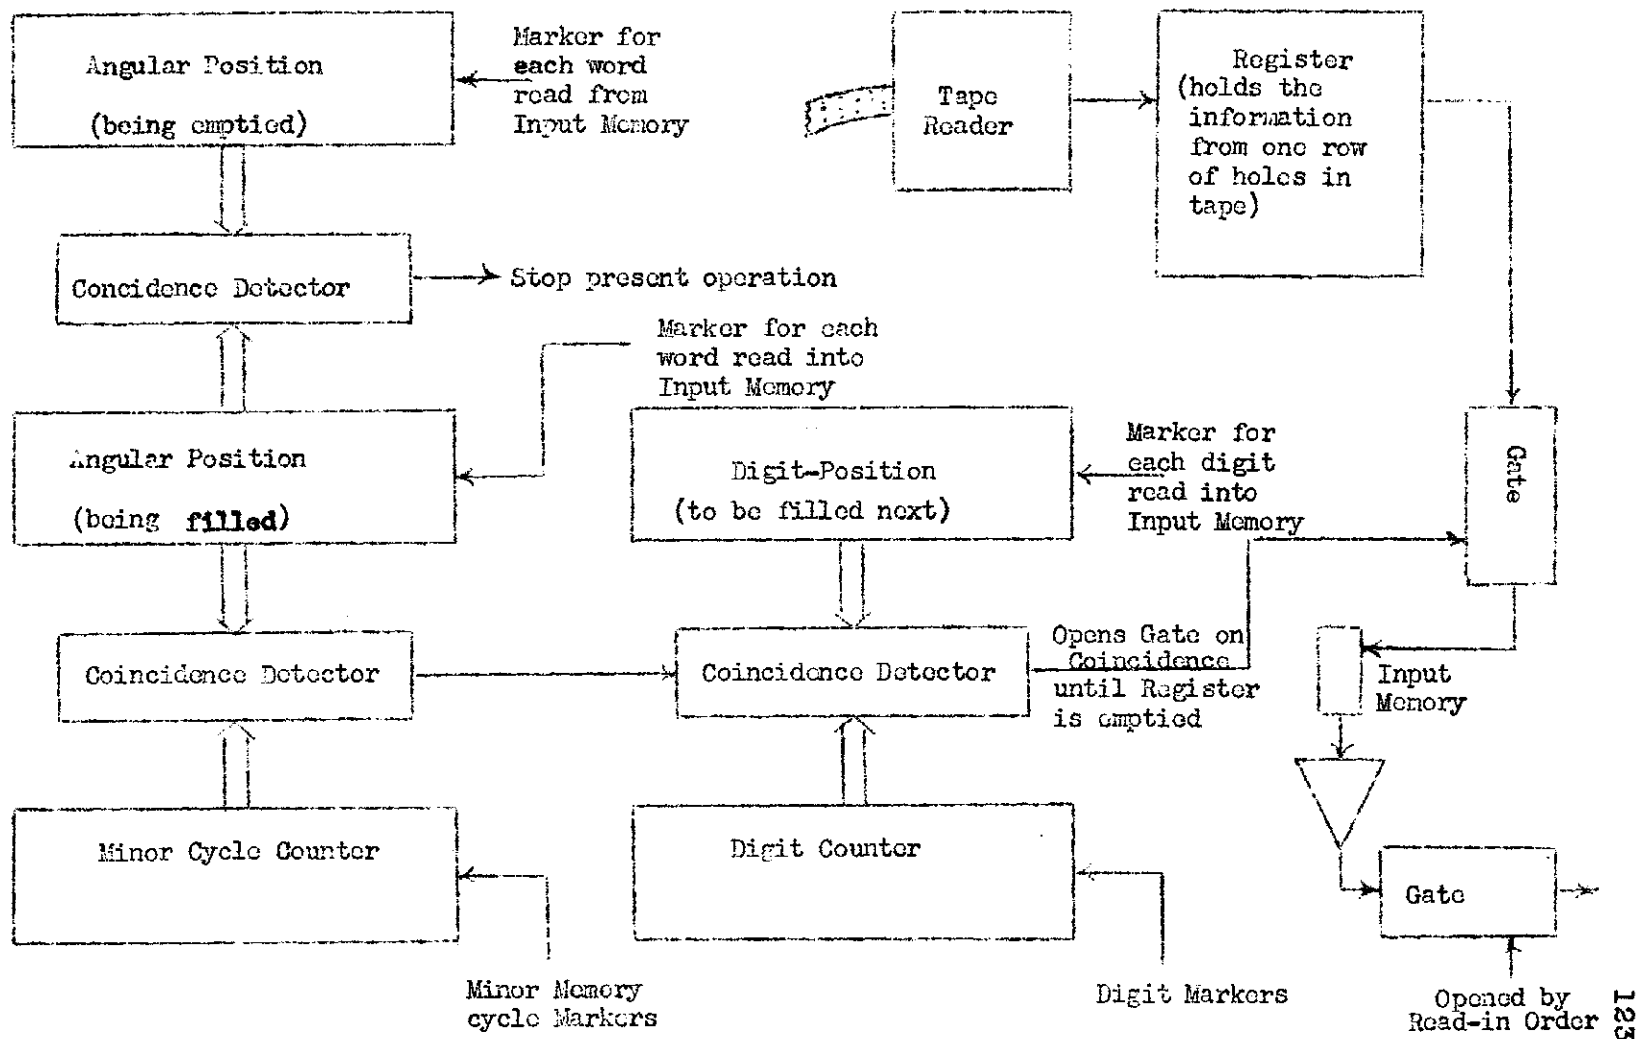 Angular Position
(being emptied)
Marker for
each word
read from
Input Memory
Tape
Reader
Register
(holds the
information
from one row
of holes in
tape)
Concidence Detector
Stop present operation
Marker for each
word read into
Input Memory
Angular Position
(being filled)
Digit-Position
(to be filled next)
Marker for
each digit
read into
Input Memory
Gate
Coincidence Detector
Coincidence Detector
Opens Gate on
Coincidence
until Register
is emptied
Input
Memory
Minor Cycle Counter
Digit Counter
Gate
Minor Memory
cycle Markers
Digit Markers
Opened by
Read-in Order
123